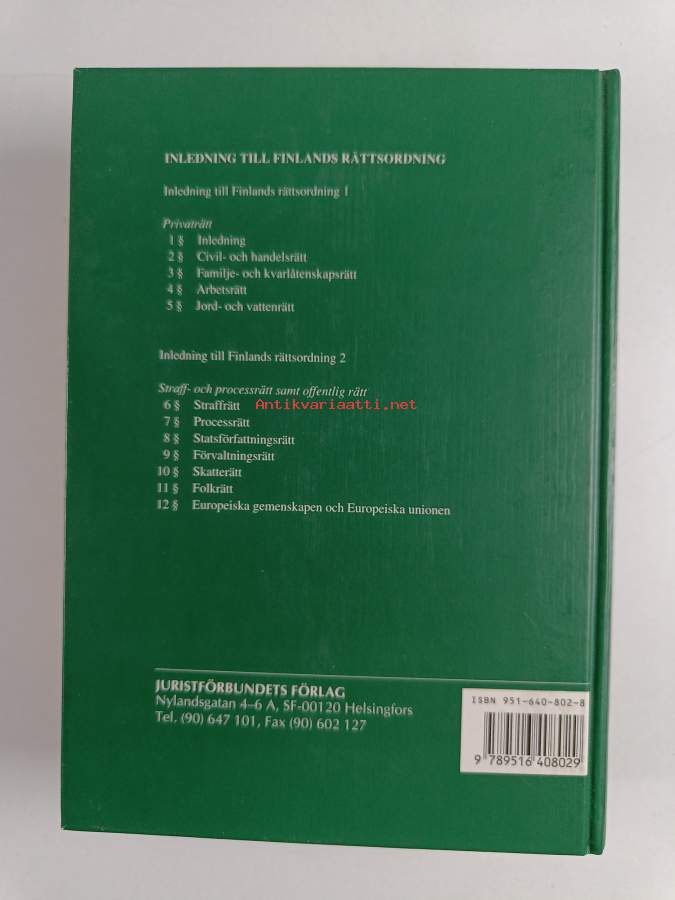 INLEDNING TILL FINLANDS RÄTTSORDNING
Inledning till Finlands rättsordning 1
Privaträtt
1 § Inledning
2 § Civil- och handelsrätt
3 § Familje- och kvarlåtenskapsrätt
4 § Arbetsrätt
5 § Jord- och vattenrätt
Inledning till Finlands rättsordning 2
Straff- och processrätt samt offentlig rätt
6 § Straffrätt
Antikvariaatti.net
7 § Processrätt
8 § Statsförfattningsrätt
9 § Förvaltningsrätt
10 § Skatterätt
11 § Folkrätt
12 § Europeiska gemenskapen och Europeiska unionen
JURISTFÖRBUNDETS FÖRLAG
Nylandsgatan 4–6 A, SF-00120 Helsingfors
Tel. (90) 647 101, Fax (90) 602 127
ISBN 951-640-802-8
9 789516 408029